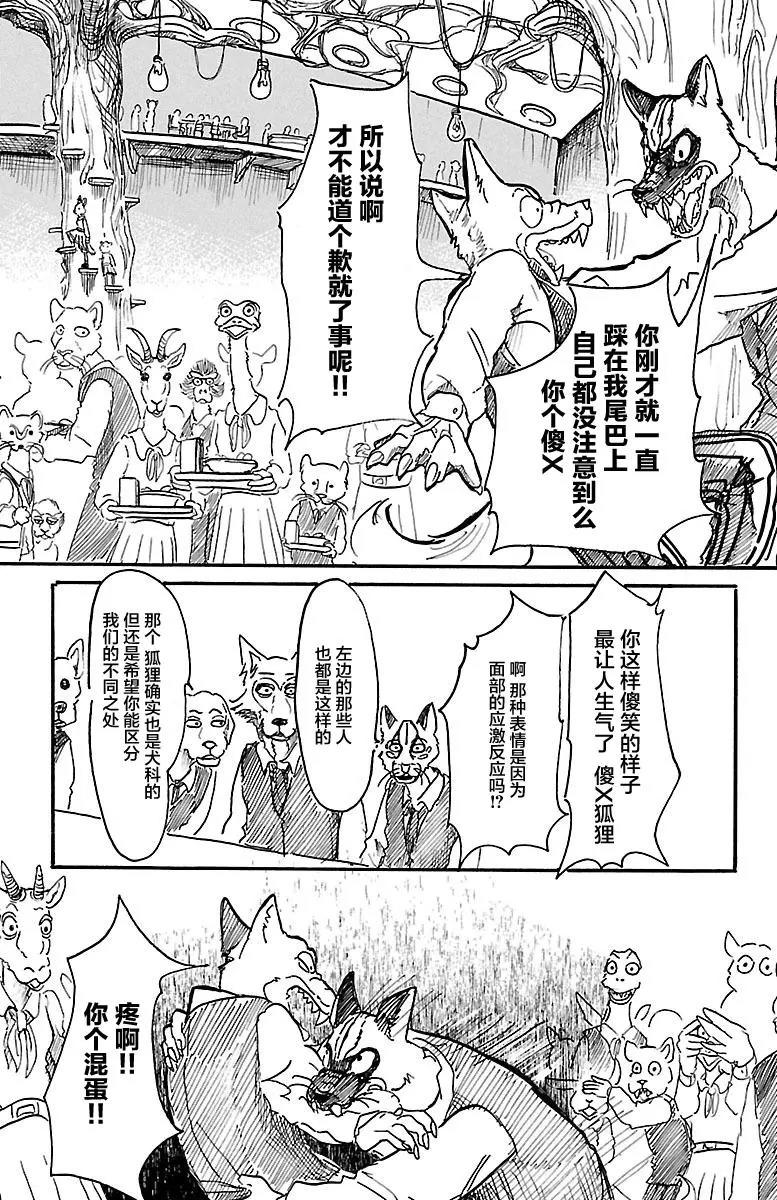 你刚才就一直
踩在我尾巴上
自己都没注意到么
你个傻X
所以说啊
才不能道个歉就了事呢!!
你这样傻笑的样子
最让人生气了 傻X狐狸
啊 那种表情是因为
面部的应激反应吗!?
左边的那些人
也都是这样的
那个 狐狸确实也是犬科的
但还是希望你能区分
我们的不同之处
疼啊!!
你个混蛋!!